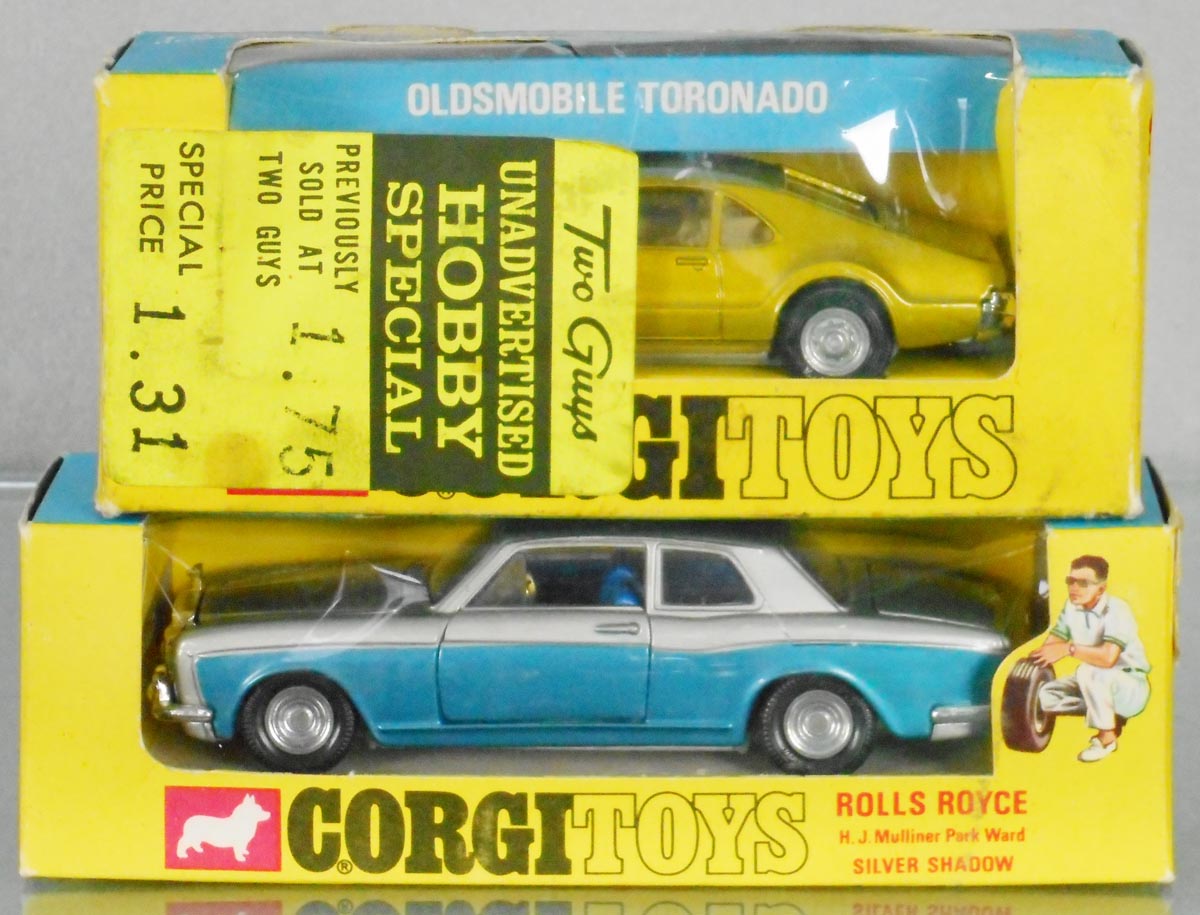 OLDSMOBILE TORONADO
Two Guys
UNADVERTISED
HOBBY
SPECIAL
PREVIOUSLY
SOLD AT
TWO GUYS
1.75
SPECIAL
PRICE
1.31
GITOYS
CORGITOYS
®
ROLLS ROYCE
H. J. Mulliner Park Ward
SILVER SHADOW